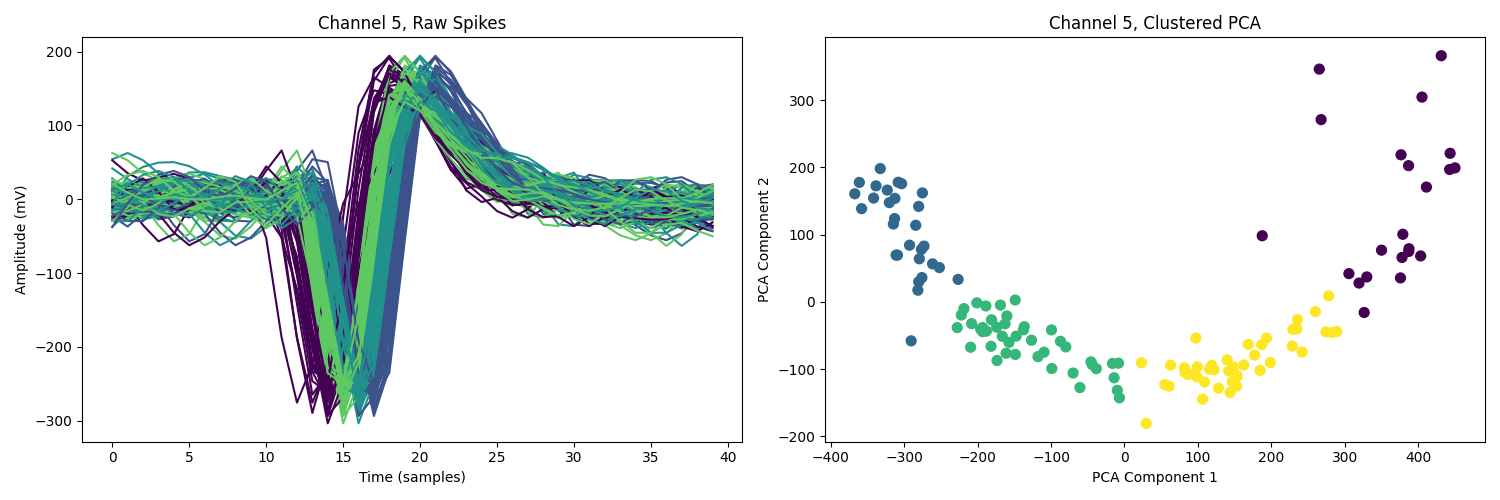 Channel 5, Raw Spikes
Amplitude (mV)
200
100
0
−100
−200
−300
0 5 10 15 20 25 30 35 40
Time (samples)
Channel 5, Clustered PCA
PCA Component 2
300
200
100
0
−100
−200
−400 −300 −200 −100 0 100 200 300 400
PCA Component 1